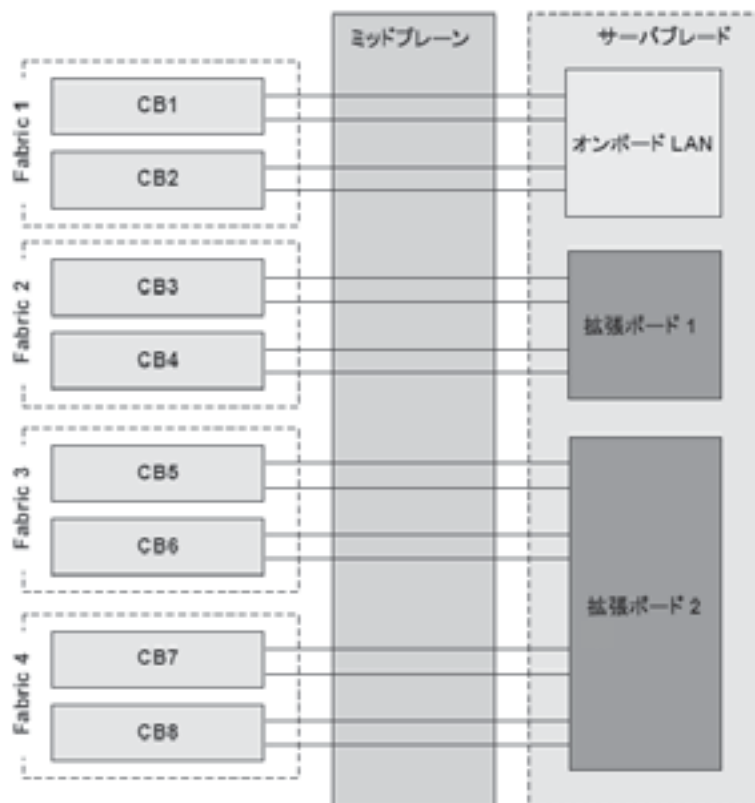 ミッドプレーン
サーバブレード
Fabric 1
CB1
CB2
オンボード LAN
Fabric 2
CB3
CB4
拡張ボード 1
Fabric 3
CB5
CB6
拡張ボード 2
Fabric 4
CB7
CB8